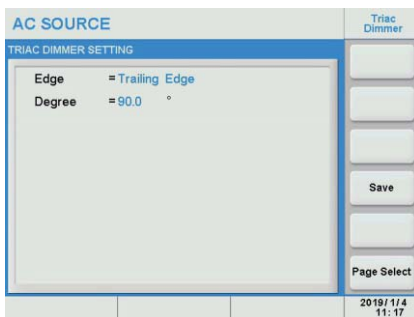 AC SOURCE
Triac
Dimmer
TRIAC DIMMER SETTING
Edge = Trailing Edge
Degree = 90.0 °
Save
Page Select
2019/1/4
11:17